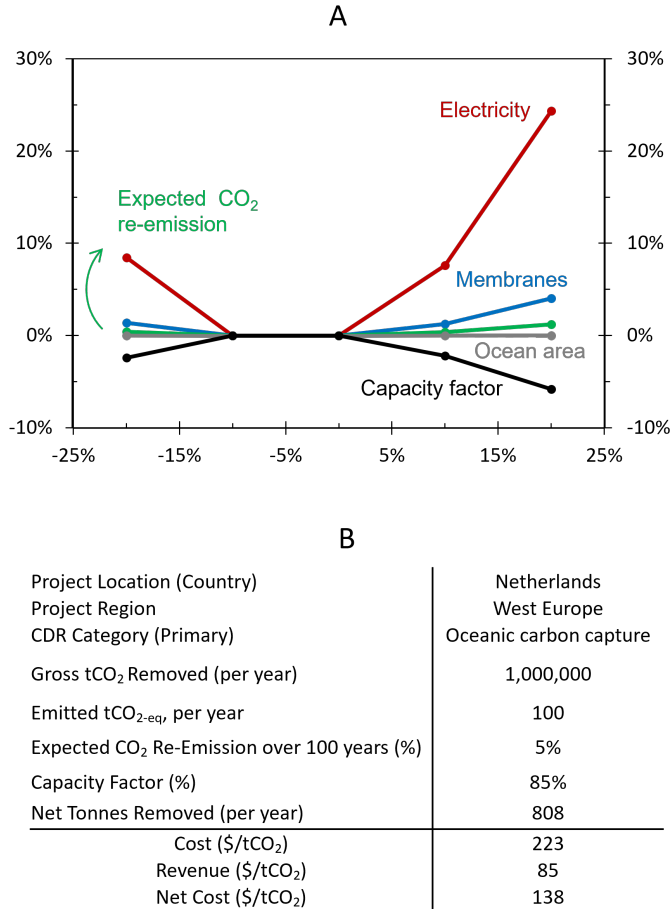 A
30% 30%
Electricity
20% 20%
Expected CO₂
re-emission
10% 10%
Membranes
0% 0%
Ocean area
Capacity factor
-10% -10%
-25% -15% -5% 5% 15% 25%
B
Project Location (Country) Netherlands
Project Region West Europe
CDR Category (Primary) Oceanic carbon capture
Gross tCO₂ Removed (per year) 1,000,000
Emitted tCO₂-eq, per year 100
Expected CO₂ Re-Emission over 100 years (%) 5%
Capacity Factor (%) 85%
Net Tonnes Removed (per year) 808
Cost ($/tCO₂) 223
Revenue ($/tCO₂) 85
Net Cost ($/tCO₂) 138